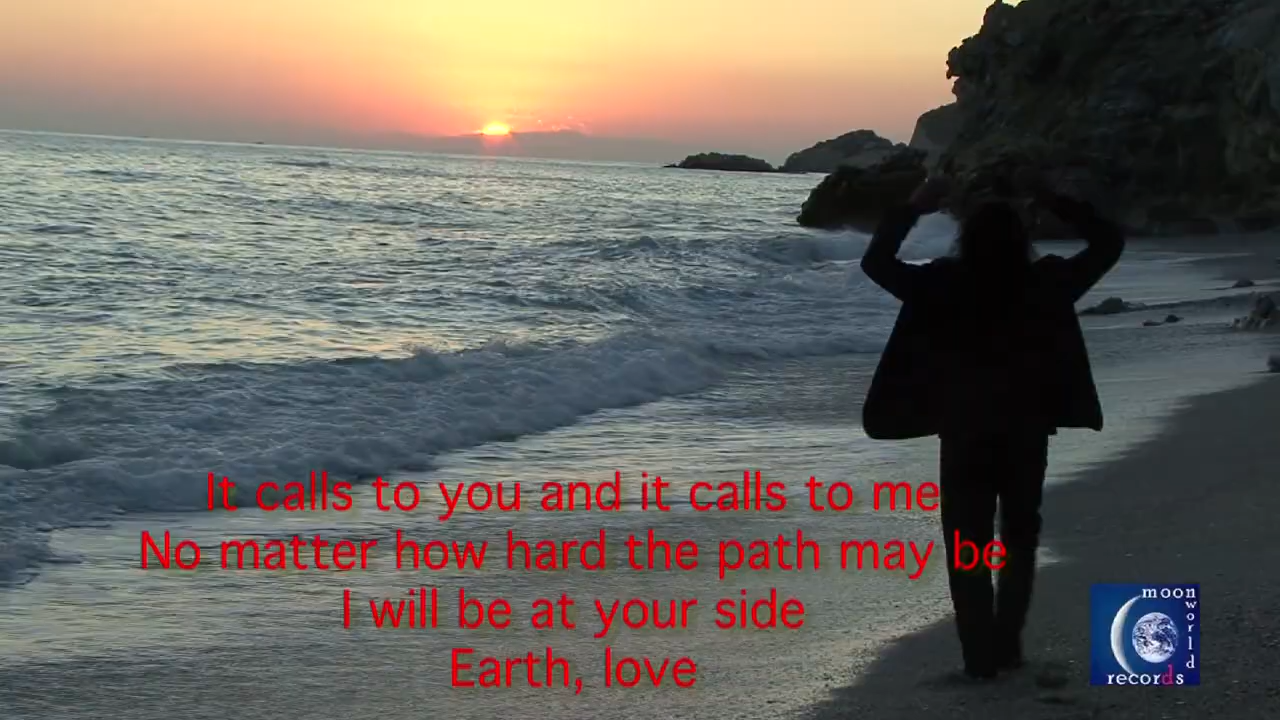 It calls to you and it calls to me
No matter how hard the path may be
I will be at your side
Earth, love
moon
world
records